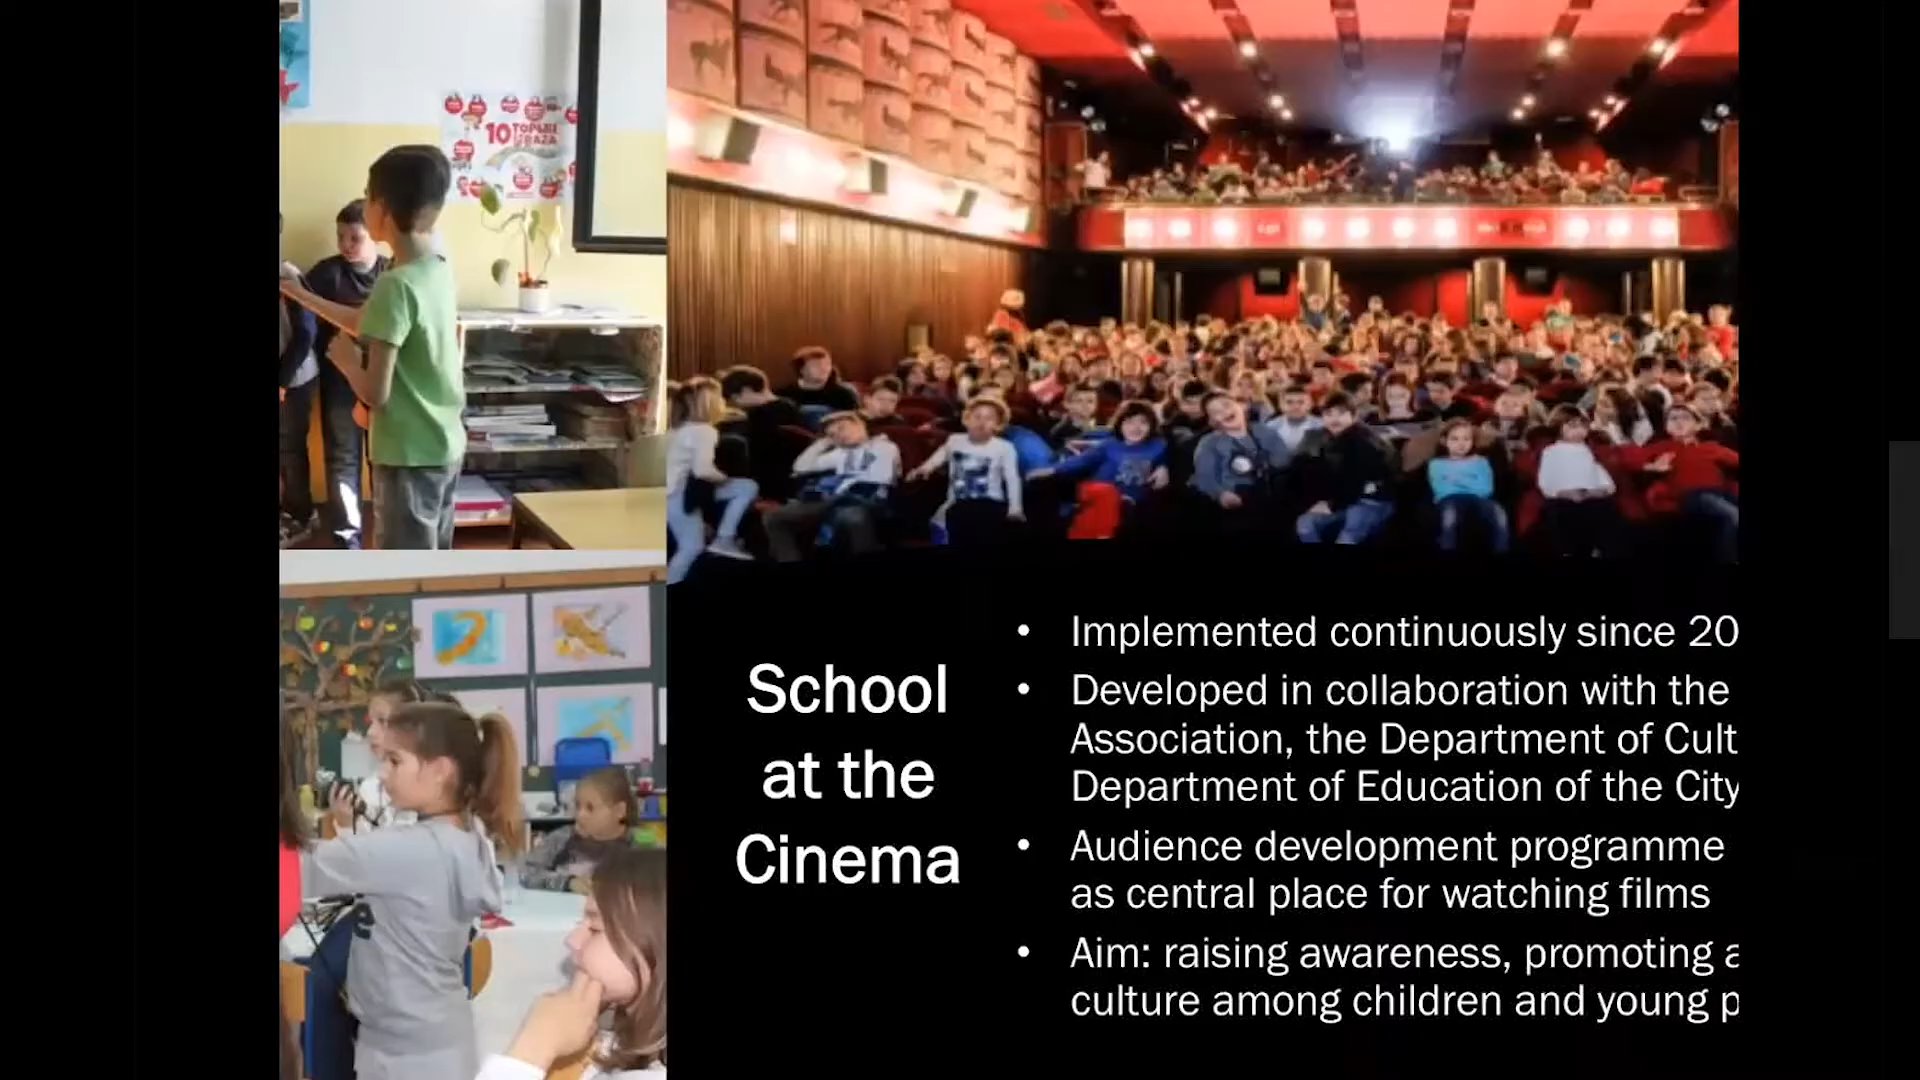 School
at the
Cinema
• Implemented continuously since 20
• Developed in collaboration with the
Association, the Department of Cult
Department of Education of the City
• Audience development programme
as central place for watching films
• Aim: raising awareness, promoting a
culture among children and young p
10